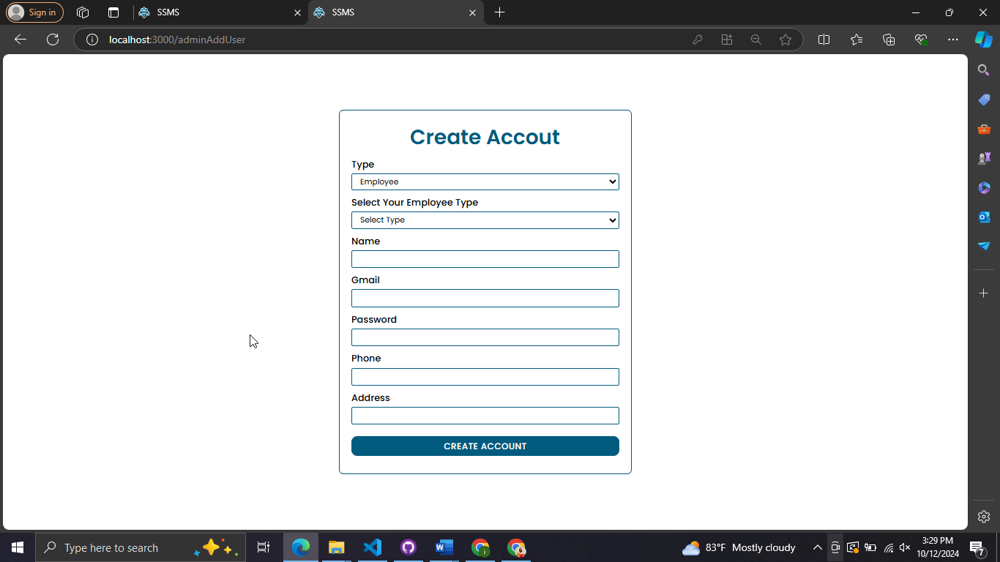 Sign in
SSMS
SSMS
localhost:3000/adminAddUser
Create Accout
Type
Employee
Select Your Employee Type
Select Type
Name
Gmail
Password
Phone
Address
CREATE ACCOUNT
Type here to search
83°F Mostly cloudy
3:29 PM
10/12/2024
7